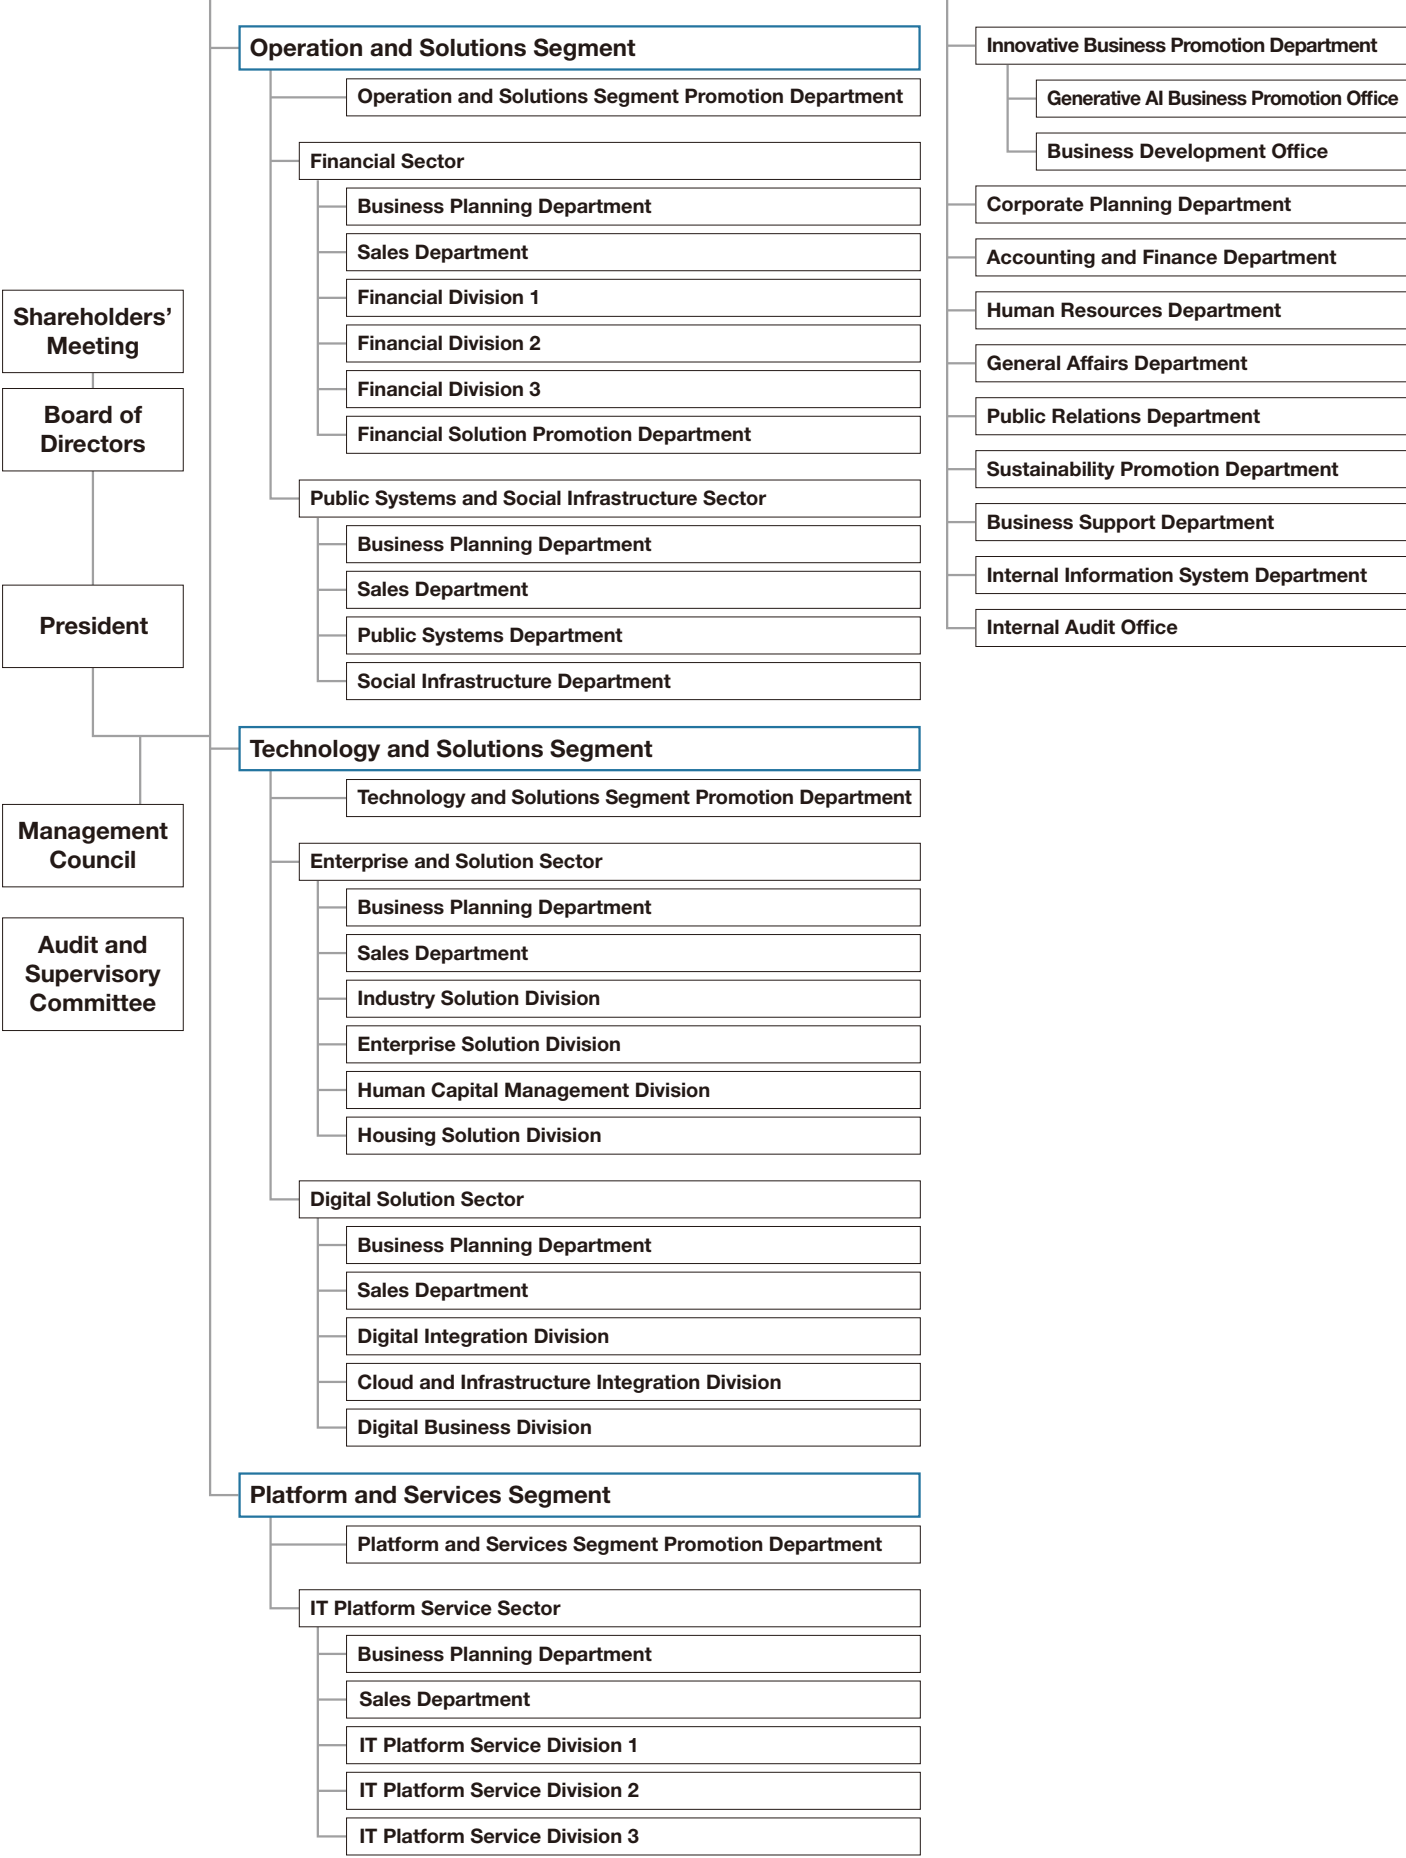 Shareholders’
Meeting
Board of
Directors
President
Management
Council
Audit and
Supervisory
Committee
Operation and Solutions Segment
Operation and Solutions Segment Promotion Department
Financial Sector
Business Planning Department
Sales Department
Financial Division 1
Financial Division 2
Financial Division 3
Financial Solution Promotion Department
Public Systems and Social Infrastructure Sector
Business Planning Department
Sales Department
Public Systems Department
Social Infrastructure Department
Technology and Solutions Segment
Technology and Solutions Segment Promotion Department
Enterprise and Solution Sector
Business Planning Department
Sales Department
Industry Solution Division
Enterprise Solution Division
Human Capital Management Division
Housing Solution Division
Digital Solution Sector
Business Planning Department
Sales Department
Digital Integration Division
Cloud and Infrastructure Integration Division
Digital Business Division
Platform and Services Segment
Platform and Services Segment Promotion Department
IT Platform Service Sector
Business Planning Department
Sales Department
IT Platform Service Division 1
IT Platform Service Division 2
IT Platform Service Division 3
Innovative Business Promotion Department
Generative AI Business Promotion Office
Business Development Office
Corporate Planning Department
Accounting and Finance Department
Human Resources Department
General Affairs Department
Public Relations Department
Sustainability Promotion Department
Business Support Department
Internal Information System Department
Internal Audit Office